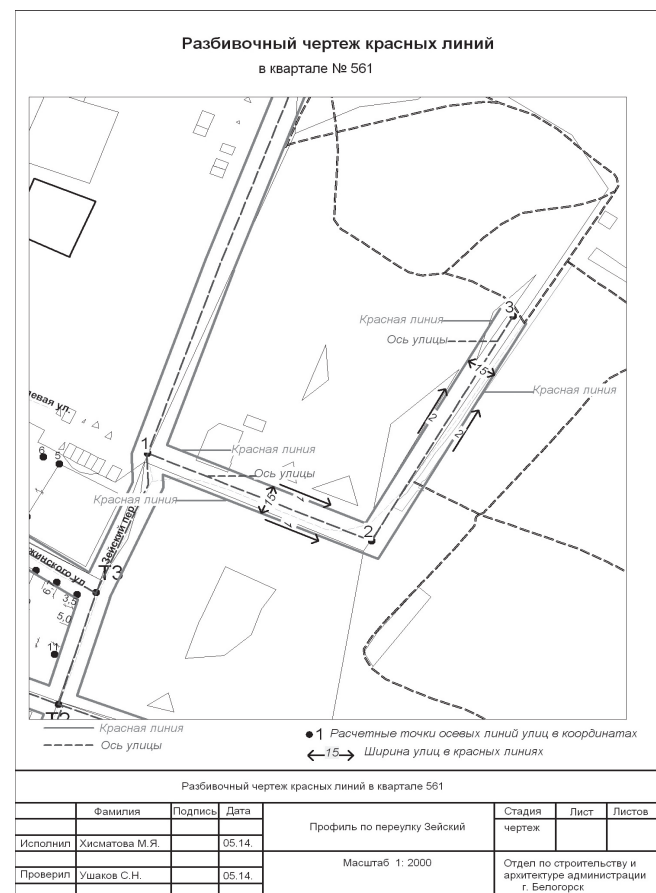 Разбивочный чертеж красных линий
в квартале № 561
3
Красная линия
Ось улицы
15
Красная линия
2
2
1
6
5
Красная линия
Ось улицы
Красная линия
15
1
1
2
Зейский пер.
Т3
3,5
5,0
11
Красная линия
Ось улицы
1 Расчетные точки осевых линий улиц в координатах
15 Ширина улиц в красных линиях
Разбивочный чертеж красных линий в квартале 561
Фамилия Подпись Дата Стадия Лист Листов
Профиль по переулку Зейский чертеж
Исполнил Хисматова М.Я. 05.14.
Масштаб 1: 2000 Отдел по строительству и
Проверил Ушаков С.Н. 05.14. архитектуре администрации
г. Белогорск